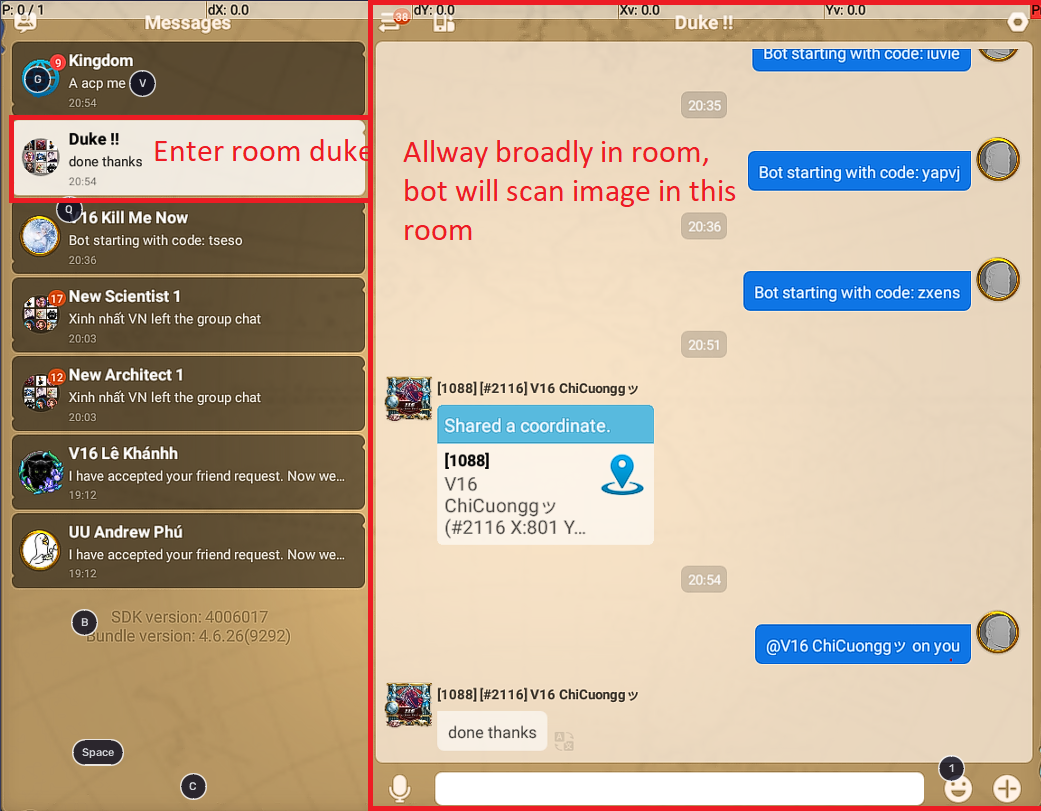 P: 0 / 1
dX: 0.0
dY: 0.0
Xv: 0.0
Yv: 0.0
Messages
9
Kingdom
G
A acp me
V
20:54
Duke !!
done thanks
20:54
Enter room duke
Q
V16 Kill Me Now
Bot starting with code: tseso
20:36
17
New Scientist 1
Xinh nhất VN left the group chat
20:03
12
New Architect 1
Xinh nhất VN left the group chat
20:03
V16 Lê Khánhh
I have accepted your friend request. Now we...
19:12
UU Andrew Phú
I have accepted your friend request. Now we...
19:12
B
SDK version: 4006017
Bundle version: 4.6.26(9292)
Space
C
38
Duke !!
Bot starting with code: luvie
20:35
Allway broadly in room,
bot will scan image in this
room
Bot starting with code: yapvj
20:36
Bot starting with code: zxens
20:51
[1088] [#2116] V16 ChiCuonggッ
Shared a coordinate.
[1088]
V16
ChiCuonggッ
(#2116 X:801 Y...
20:54
@V16 ChiCuonggッ on you
[1088] [#2116] V16 ChiCuonggッ
done thanks
1